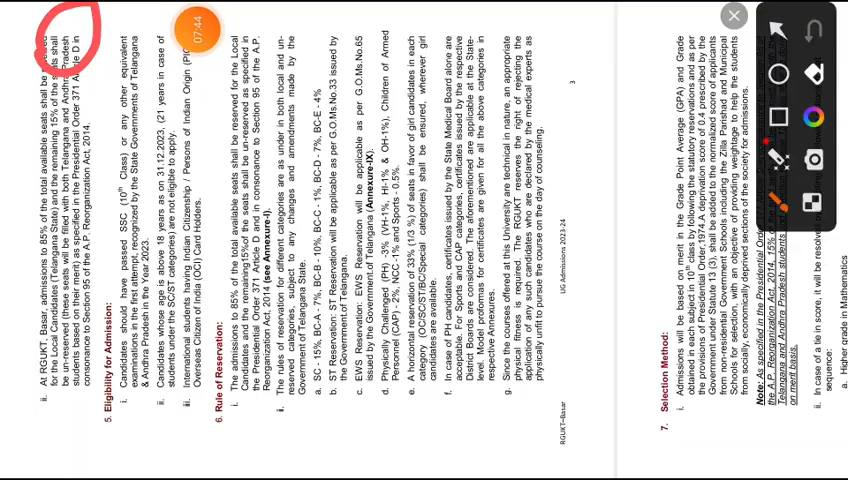 ii. At RGUKT, Basar, admissions to 85% of the total available seats shall be
for the Local Candidates (Telangana State) and the remaining 15% of the seats shall
be un-reserved (these seats will be filled with both Telangana and Andhra Pradesh
students based on their merit) as specified in the Presidential Order 371 Article D in
consonance to Section 95 of the A.P. Reorganization Act, 2014.
5. Eligibility for Admission:
i. Candidates should have passed SSC (10th Class) or any other equivalent
examinations in the first attempt, recognized by the State Governments of Telangana
& Andhra Pradesh in the Year 2023.
ii. Candidates whose age is above 18 years as on 31.12.2023, (21 years in case of
students under the SC/ST categories) are not eligible to apply.
iii. International students having Indian Citizenship / Persons of Indian Origin (PIO
Overseas Citizen of India (OCI) Card Holders.
6. Rule of Reservation:
i. The admissions to 85% of the total available seats shall be reserved for the Local
Candidates and the remaining15%of the seats shall be un-reserved as specified in
the Presidential Order 371 Article D and in consonance to Section 95 of the A.P.
Reorganization Act, 2014 (see Annexure-I).
ii. The rules of reservation for different categories are as under in both local and un-
reserved categories, subject to any changes and amendments made by the
Government of Telangana State.
a. SC - 15%, BC-A - 7%, BC-B - 10%, BC-C - 1%, BC-D - 7%, BC-E - 4%
b. ST Reservation: ST Reservation will be applicable as per G.O.Ms.No.33 issued by
the Government of Telangana.
c. EWS Reservation: EWS Reservation will be applicable as per G.O.Ms.No.65
issued by the Government of Telangana (Annexure-IX).
d. Physically Challenged (PH) -3% (VH-1%, HI-1% & OH-1%), Children of Armed
Personnel (CAP) - 2%, NCC -1% and Sports - 0.5%.
e. A horizontal reservation of 33% (1/3 %) of seats in favor of girl candidates in each
category (OC/SC/ST/BC/Special categories) shall be ensured, wherever girl
candidates are available.
f. In case of PH candidates, certificates issued by the State Medical Board alone are
acceptable. For Sports and CAP categories, certificates issued by the respective
District Boards are considered. The aforementioned are applicable at the State-
level. Model proformas for certificates are given for all the above categories in
respective Annexures.
g. Since the courses offered at this University are technical in nature, an appropriate
physical fitness is required. The RGUKT reserves the right of rejecting the
application of any such candidates who are declared by the medical experts as
physically unfit to pursue the course on the day of counseling.
RGUKT-Basar UG Admissions 2023-24 3
7. Selection Method:
i. Admissions will be based on merit in the Grade Point Average (GPA) and Grade
obtained in each subject in 10th class by following the statutory reservations and as per
the provisions of Presidential Order, 1974. A deprivation score of 0.4 prescribed by the
Government under Statute 13 (3), shall be added to the normalized score of applicants
from non-residential Government Schools including the Zilla Parishad and Municipal
Schools for selection, with an objective of providing weightage to help the students
from socially, economically deprived sections of the society for admissions.
Note: As specified in the Presidential Order
the A.P. Reorganization Act, 2014, 15% of the
Telangana and Andhra Pradesh students
on merit basis.
ii. In case of a tie in score, it will be resolved
sequence:
a. Higher grade in Mathematics
07:44